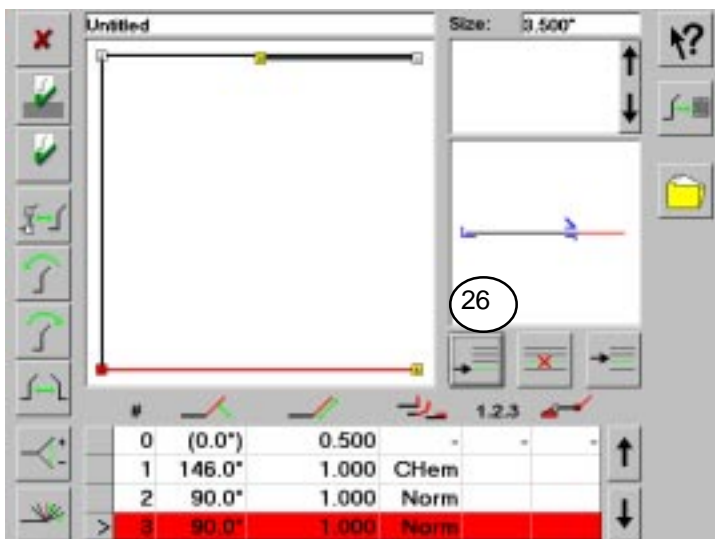 Untitled
Size: 3.500"
26
# 1.2.3
0 (0.0°) 0.500 - - -
1 146.0° 1.000 CHem
2 90.0° 1.000 Norm
> 3 90.0° 1.000 Norm